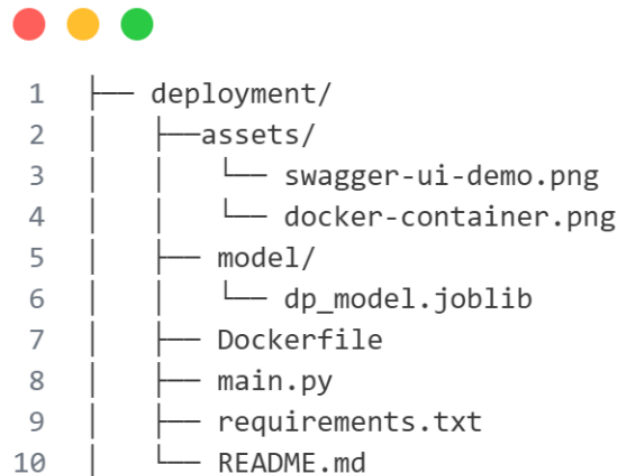 1 ├── deployment/
2 │   ├──assets/
3 │   │   └── swagger-ui-demo.png
4 │   │   └── docker-container.png
5 │   ├── model/
6 │   │   └── dp_model.joblib
7 │   ├── Dockerfile
8 │   ├── main.py
9 │   ├── requirements.txt
10 │   └── README.md